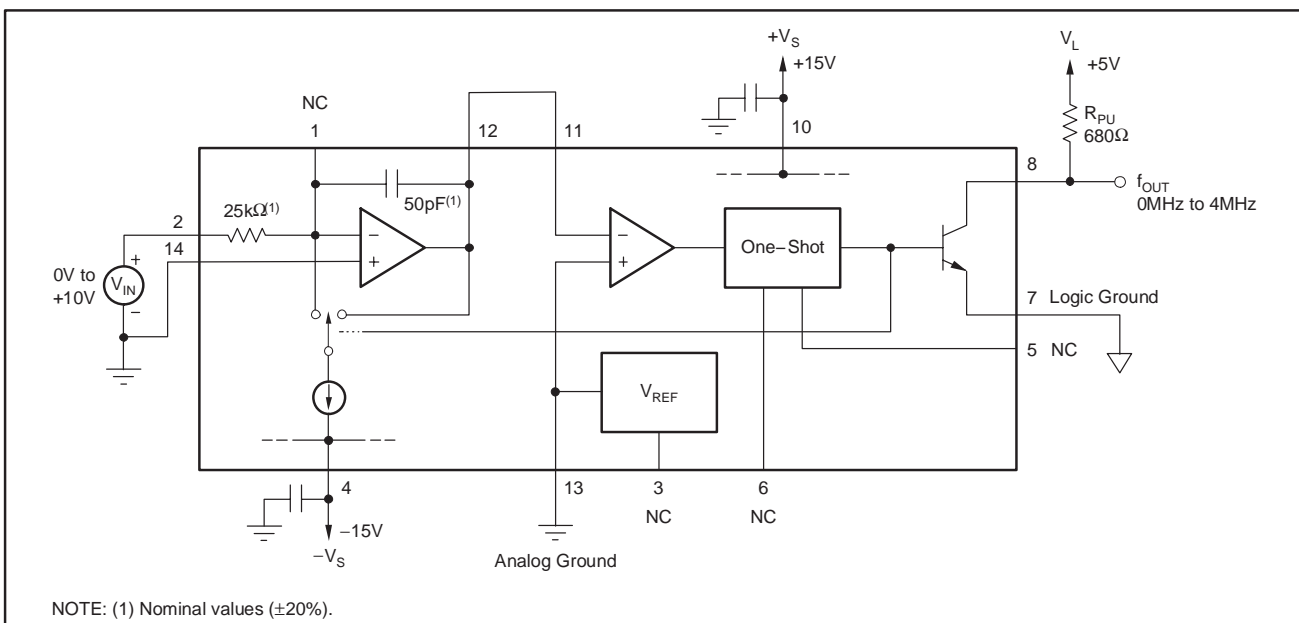 +V_S
+15V
V_L
+5V
NC
1
12
11
10
R_PU
680Ω
8
f_OUT
0MHz to 4MHz
50pF(1)
25kΩ(1)
2
14
−
+
−
+
One−Shot
0V to
+10V
+
V_IN
−
7 Logic Ground
5 NC
V_REF
4
13
3
6
NC
NC
−15V
−V_S
Analog Ground
NOTE: (1) Nominal values (±20%).